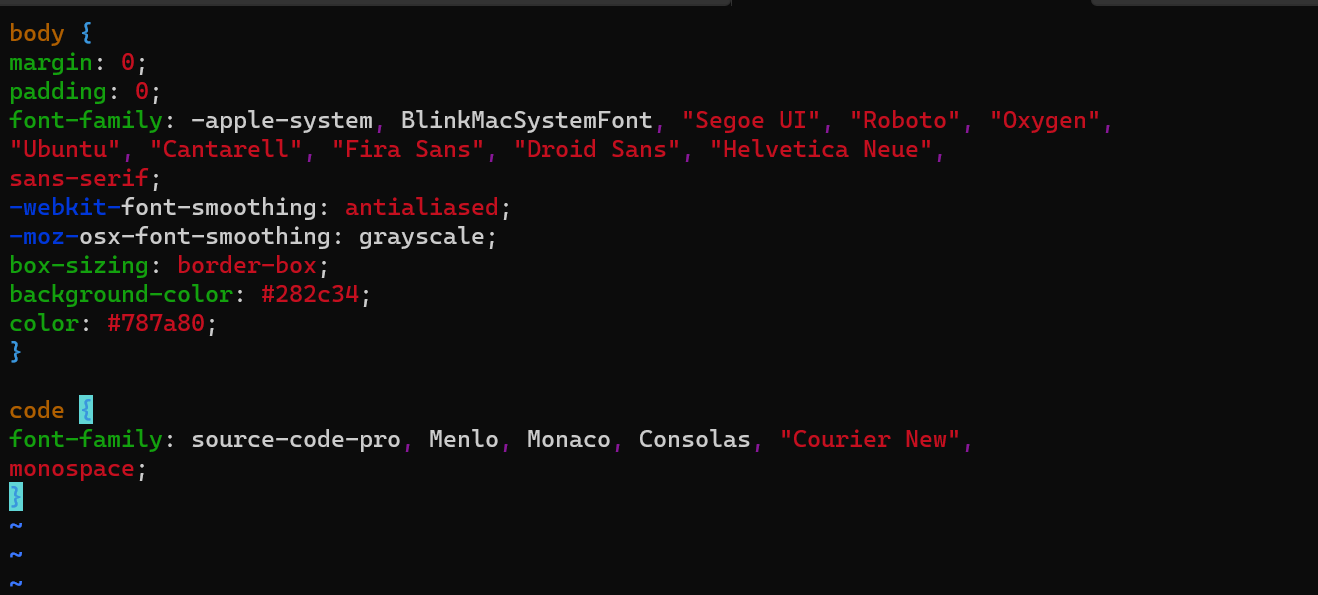 body {
margin: 0;
padding: 0;
font-family: -apple-system, BlinkMacSystemFont, "Segoe UI", "Roboto", "Oxygen",
"Ubuntu", "Cantarell", "Fira Sans", "Droid Sans", "Helvetica Neue",
sans-serif;
-webkit-font-smoothing: antialiased;
-moz-osx-font-smoothing: grayscale;
box-sizing: border-box;
background-color: #282c34;
color: #787a80;
}

code {
font-family: source-code-pro, Menlo, Monaco, Consolas, "Courier New",
monospace;
}
~
~
~